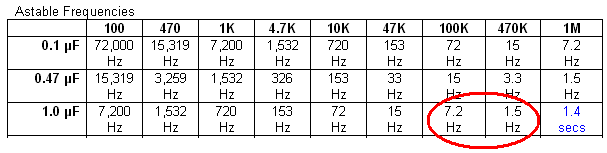 Astable Frequencies
100 470 1K 4.7K 10K 47K 100K 470K 1M
0.1 µF 72,000 Hz 15,319 Hz 7,200 Hz 1,532 Hz 720 Hz 153 Hz 72 Hz 15 Hz 7.2 Hz
0.47 µF 15,319 Hz 3,259 Hz 1,532 Hz 326 Hz 153 Hz 33 Hz 15 Hz 3.3 Hz 1.5 Hz
1.0 µF 7,200 Hz 1,532 Hz 720 Hz 153 Hz 72 Hz 15 Hz 7.2 Hz 1.5 Hz 1.4 secs